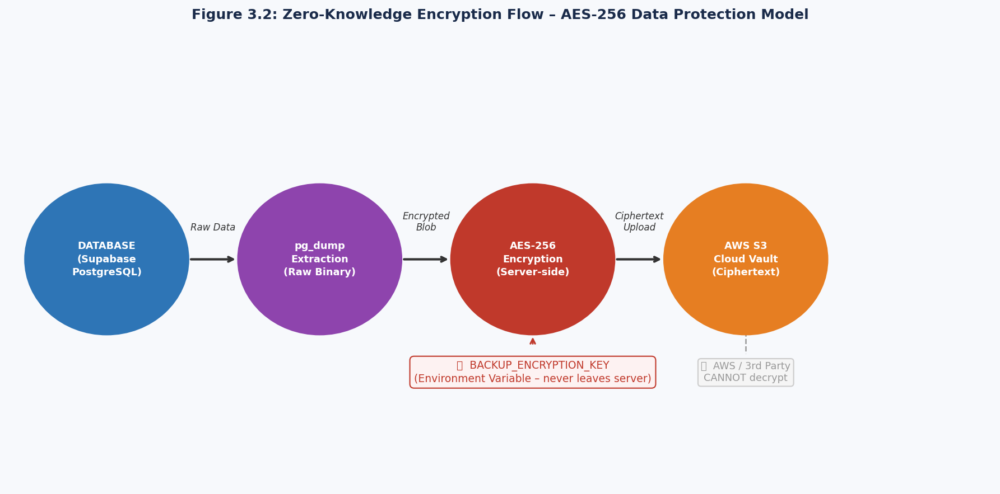 Figure 3.2: Zero-Knowledge Encryption Flow – AES-256 Data Protection Model
DATABASE
(Supabase
PostgreSQL)
Raw Data
pg_dump
Extraction
(Raw Binary)
Encrypted
Blob
AES-256
Encryption
(Server-side)
Ciphertext
Upload
AWS S3
Cloud Vault
(Ciphertext)
BACKUP_ENCRYPTION_KEY
(Environment Variable – never leaves server)
AWS / 3rd Party
CANNOT decrypt